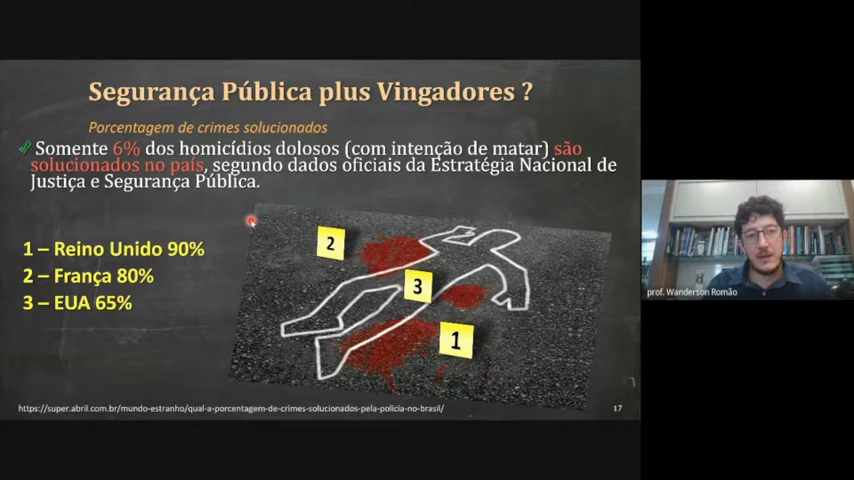 Segurança Pública plus Vingadores ?
Porcentagem de crimes solucionados
Somente 6% dos homicídios dolosos (com intenção de matar) são
solucionados no país, segundo dados oficiais da Estratégia Nacional de
Justiça e Segurança Pública.
1 – Reino Unido 90%
2 – França 80%
3 – EUA 65%
2
3
1
prof. Wanderson Romão
https://super.abril.com.br/mundo-estranho/qual-a-porcentagem-de-crimes-solucionados-pela-policia-no-brasil/
17